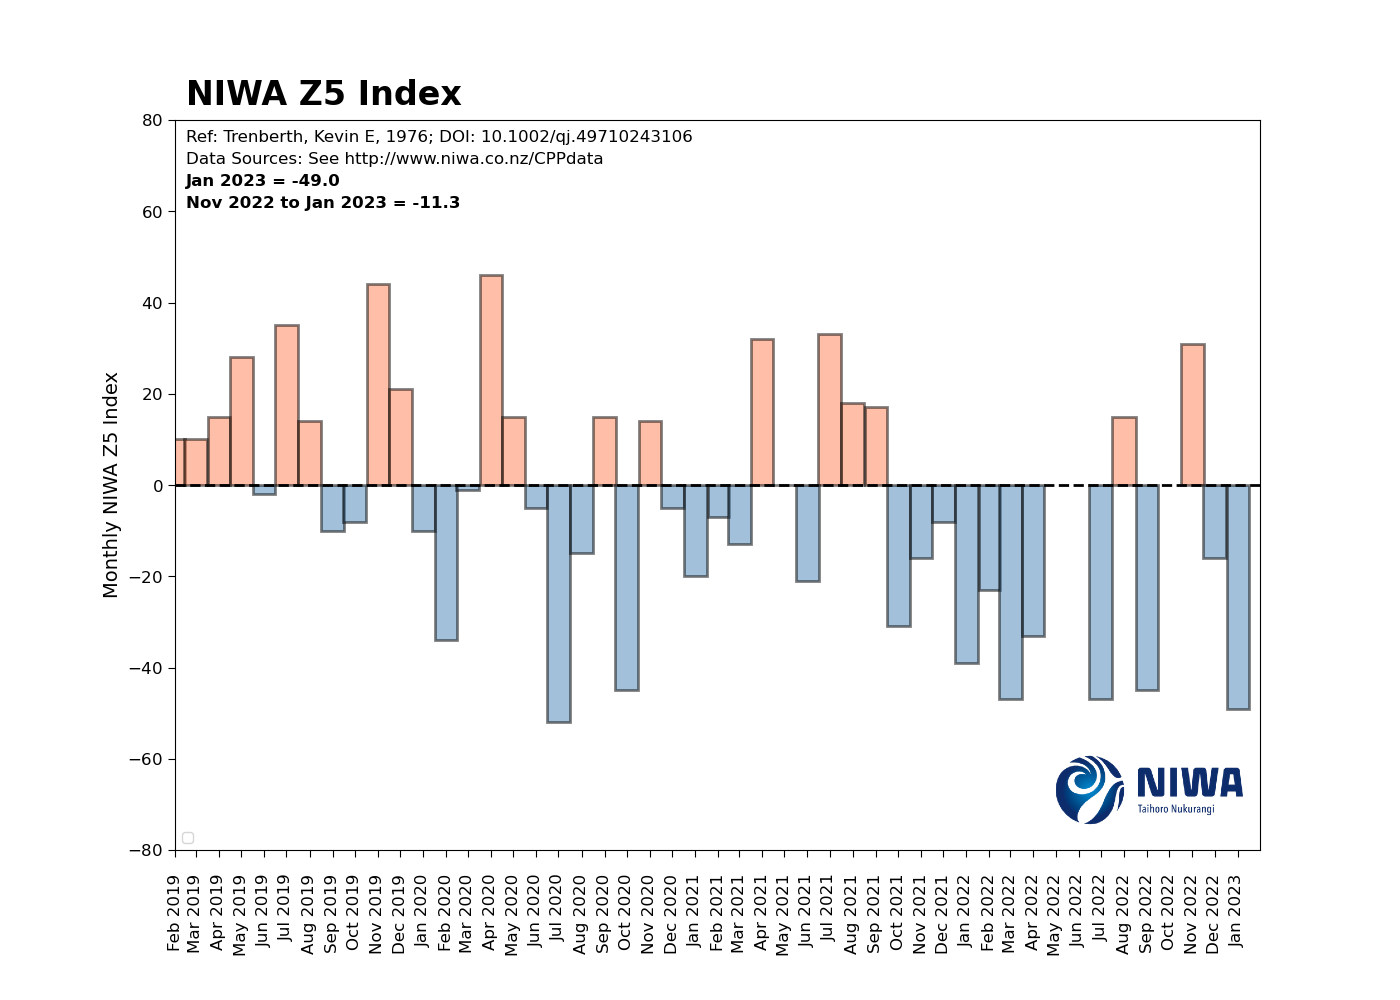 NIWA Z5 Index
Ref: Trenberth, Kevin E, 1976; DOI: 10.1002/qj.49710243106
Data Sources: See http://www.niwa.co.nz/CPPdata
Jan 2023 = -49.0
Nov 2022 to Jan 2023 = -11.3
Monthly NIWA Z5 Index
80
60
40
20
0
−20
−40
−60
−80
NIWA
Taihoro Nukurangi
Feb 2019
Mar 2019
Apr 2019
May 2019
Jun 2019
Jul 2019
Aug 2019
Sep 2019
Oct 2019
Nov 2019
Dec 2019
Jan 2020
Feb 2020
Mar 2020
Apr 2020
May 2020
Jun 2020
Jul 2020
Aug 2020
Sep 2020
Oct 2020
Nov 2020
Dec 2020
Jan 2021
Feb 2021
Mar 2021
Apr 2021
May 2021
Jun 2021
Jul 2021
Aug 2021
Sep 2021
Oct 2021
Nov 2021
Dec 2021
Jan 2022
Feb 2022
Mar 2022
Apr 2022
May 2022
Jun 2022
Jul 2022
Aug 2022
Sep 2022
Oct 2022
Nov 2022
Dec 2022
Jan 2023